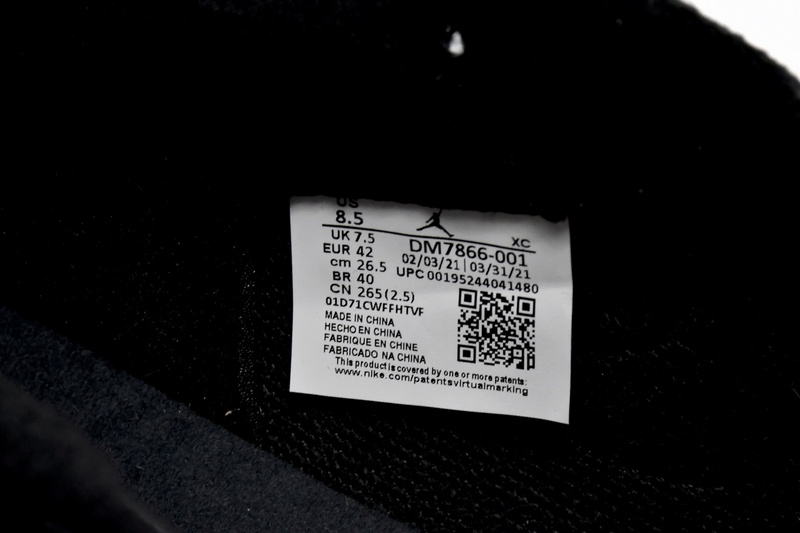 US
8.5
XC
UK 7.5
DM7866-001
EUR 42
02/03/21 | 03/31/21
cm 26.5
UPC 00195244041480
BR 40
CN 265(2.5)
01D71CWFFHTVF
MADE IN CHINA
HECHO EN CHINA
FABRIQUE EN CHINE
FABRICADO NA CHINA
This product is covered by one or more patents:
www.nike.com/patentsvirtualmarking